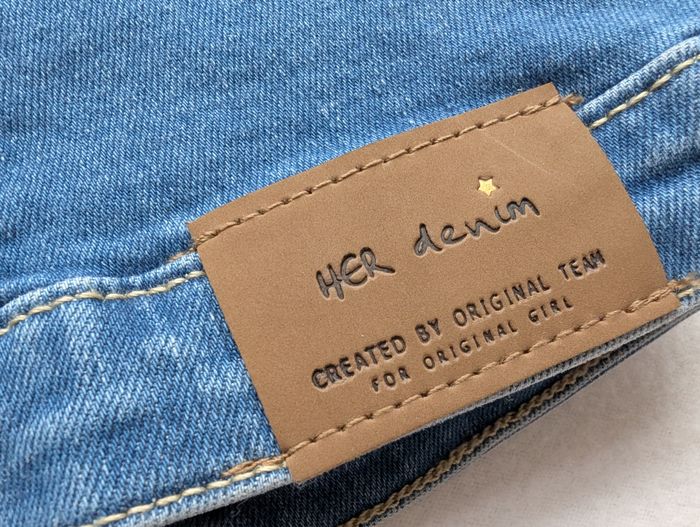 HER denim
CREATED BY ORIGINAL TEAM
FOR ORIGINAL GIRL